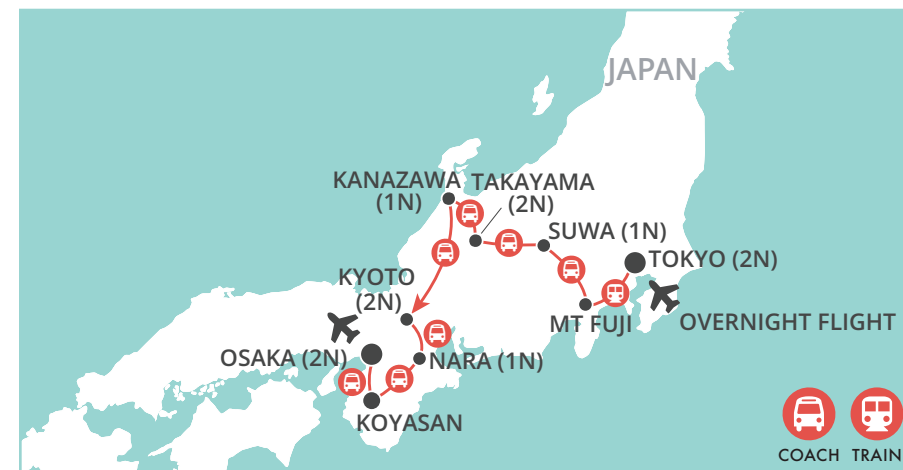 JAPAN
KANAZAWA
(1N)
TAKAYAMA
(2N)
SUWA (1N)
TOKYO (2N)
KYOTO
(2N)
MT FUJI
OVERNIGHT FLIGHT
OSAKA (2N)
NARA (1N)
KOYASAN
COACH
TRAIN